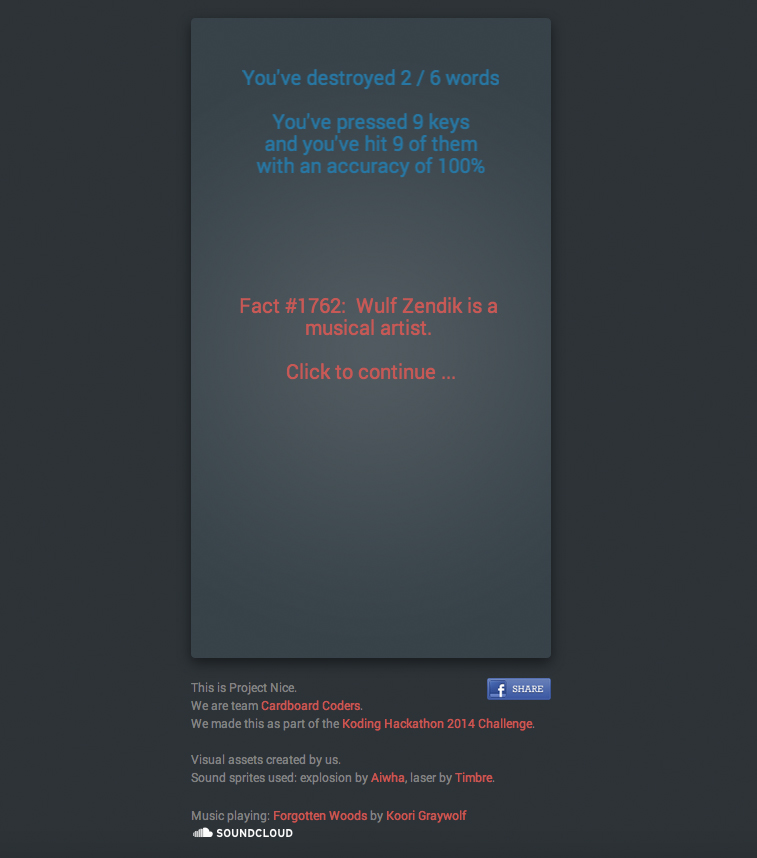 You've destroyed 2 / 6 words
You've pressed 9 keys
and you've hit 9 of them
with an accuracy of 100%
Fact #1762:  Wulf Zendik is a
musical artist.
Click to continue ...
This is Project Nice.
f SHARE
We are team Cardboard Coders.
We made this as part of the Koding Hackathon 2014 Challenge.
Visual assets created by us.
Sound sprites used: explosion by Aiwha, laser by Timbre.
Music playing: Forgotten Woods by Koori Graywolf
SOUNDCLOUD